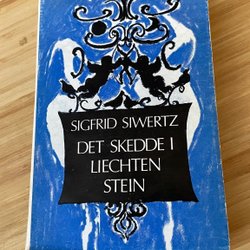 SIGFRID SIWERTZ
DET SKEDDE I
LIECHTEN
STEIN